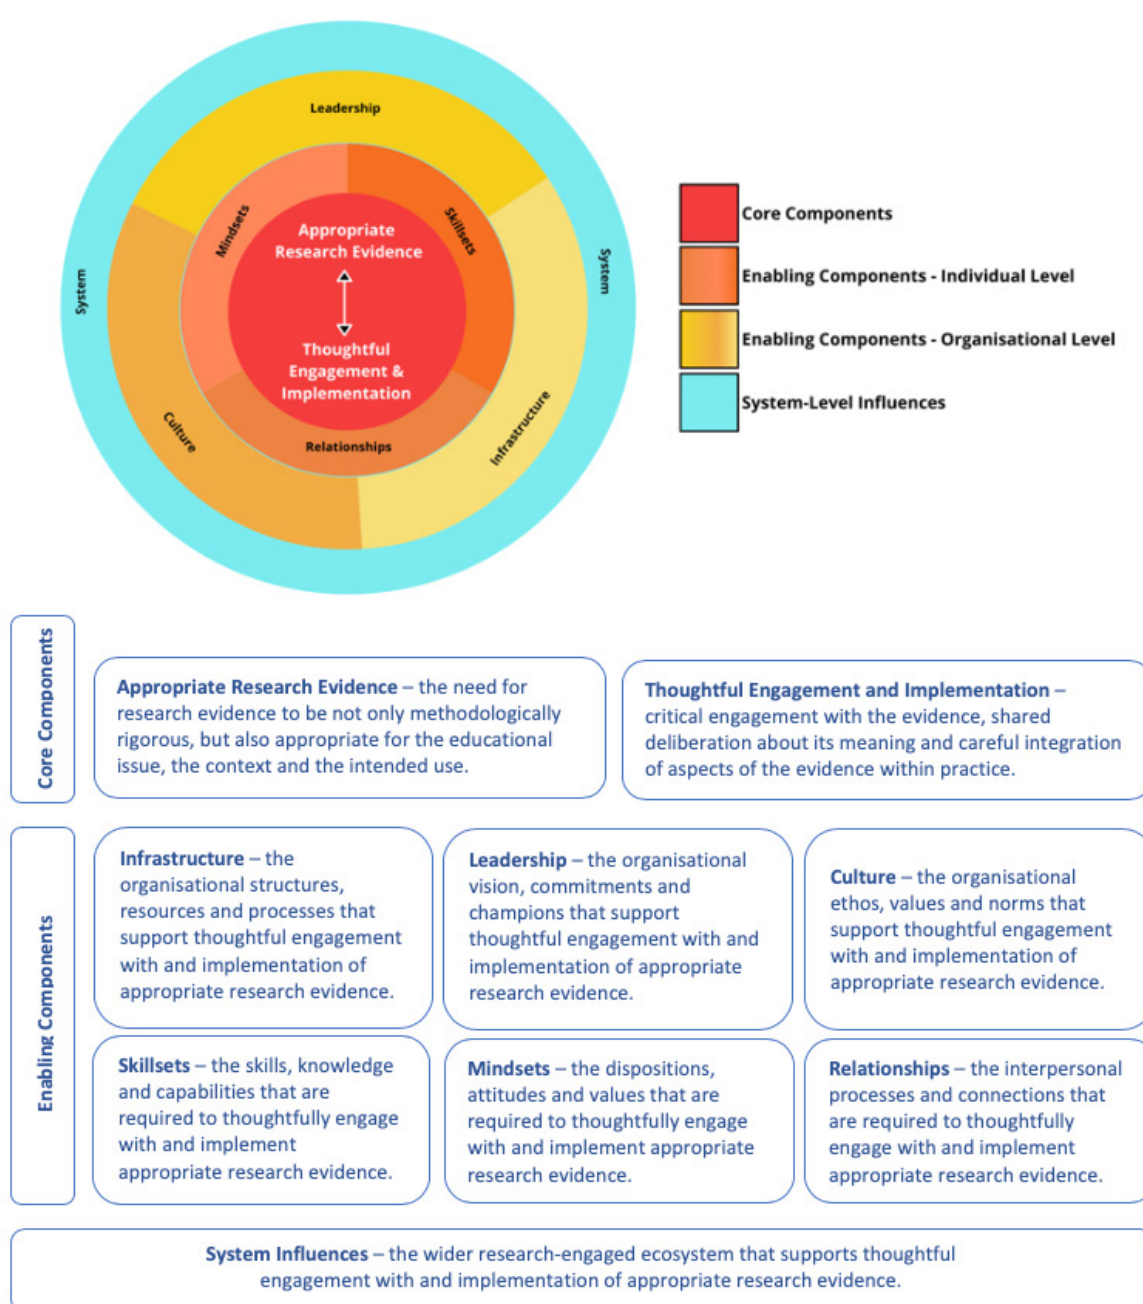 Leadership
Mindsets
Skillsets
Appropriate
Research Evidence
System
System
Thoughtful
Engagement &
Implementation
Culture
Infrastructure
Relationships
Core Components
Enabling Components - Individual Level
Enabling Components - Organisational Level
System-Level Influences
Core Components
Appropriate Research Evidence – the need for
research evidence to be not only methodologically
rigorous, but also appropriate for the educational
issue, the context and the intended use.
Thoughtful Engagement and Implementation –
critical engagement with the evidence, shared
deliberation about its meaning and careful integration
of aspects of the evidence within practice.
Enabling Components
Infrastructure – the
organisational structures,
resources and processes that
support thoughtful engagement
with and implementation of
appropriate research evidence.
Leadership – the organisational
vision, commitments and
champions that support
thoughtful engagement with and
implementation of appropriate
research evidence.
Culture – the organisational
ethos, values and norms that
support thoughtful engagement
with and implementation of
appropriate research evidence.
Skillsets – the skills, knowledge
and capabilities that are
required to thoughtfully engage
with and implement
appropriate research evidence.
Mindsets – the dispositions,
attitudes and values that are
required to thoughtfully engage
with and implement appropriate
research evidence.
Relationships – the interpersonal
processes and connections that
are required to thoughtfully
engage with and implement
appropriate research evidence.
System Influences – the wider research-engaged ecosystem that supports thoughtful
engagement with and implementation of appropriate research evidence.